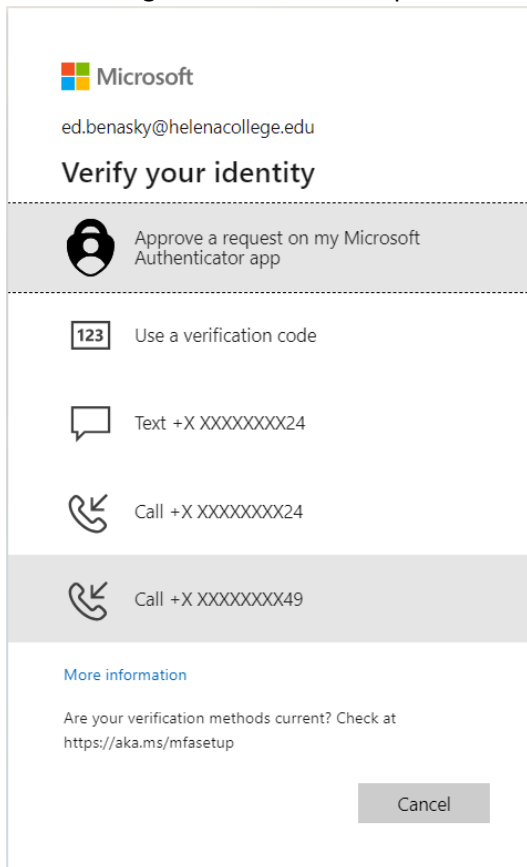 Microsoft
ed.benasky@helenacollege.edu
Verify your identity
Approve a request on my Microsoft
Authenticator app
123 Use a verification code
Text +X XXXXXXXX24
Call +X XXXXXXXX24
Call +X XXXXXXXX49
More information
Are your verification methods current? Check at
https://aka.ms/mfasetup
Cancel